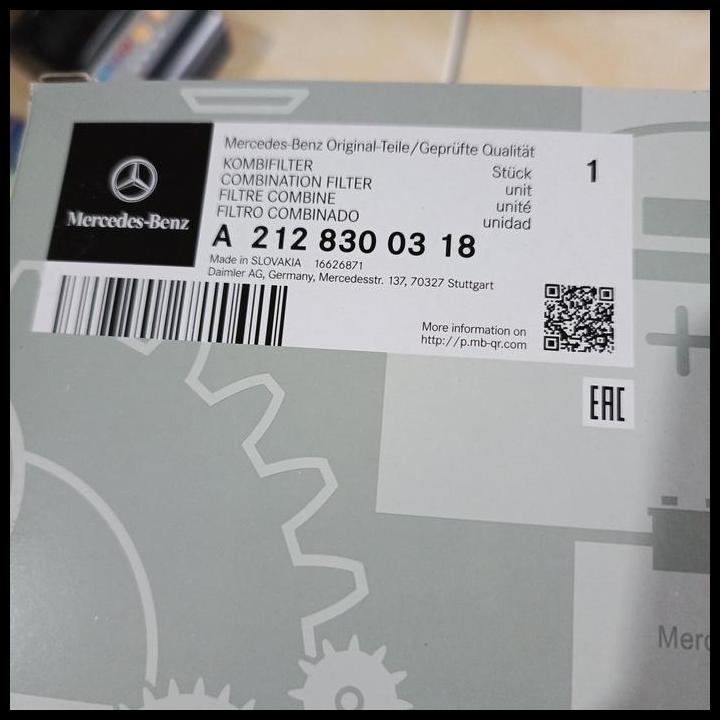 Mercedes-Benz Original-Teile/Geprüfte Qualität
KOMBIFILTER Stück 1
COMBINATION FILTER unit
FILTRE COMBINE unité
FILTRO COMBINADO unidad
Mercedes-Benz
A 212 830 03 18
Made in SLOVAKIA 16626871
Daimler AG, Germany, Mercedesstr. 137, 70327 Stuttgart
More information on
http://p.mb-qr.com
EAC